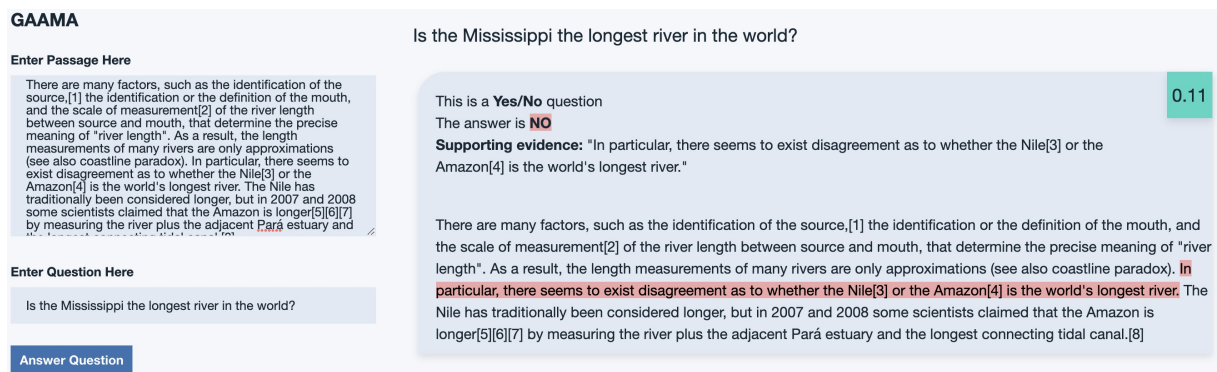 GAAMA
Enter Passage Here
There are many factors, such as the identification of the
source,[1] the identification or the definition of the mouth,
and the scale of measurement[2] of the river length
between source and mouth, that determine the precise
meaning of "river length". As a result, the length
measurements of many rivers are only approximations
(see also coastline paradox). In particular, there seems to
exist disagreement as to whether the Nile[3] or the
Amazon[4] is the world's longest river. The Nile has
traditionally been considered longer, but in 2007 and 2008
some scientists claimed that the Amazon is longer[5][6][7]
by measuring the river plus the adjacent Pará estuary and
the longest connecting tidal canal.[8]
Enter Question Here
Is the Mississippi the longest river in the world?
Answer Question
Is the Mississippi the longest river in the world?
0.11
This is a Yes/No question
The answer is NO
Supporting evidence: "In particular, there seems to exist disagreement as to whether the Nile[3] or the
Amazon[4] is the world's longest river."
There are many factors, such as the identification of the source,[1] the identification or the definition of the mouth, and
the scale of measurement[2] of the river length between source and mouth, that determine the precise meaning of "river
length". As a result, the length measurements of many rivers are only approximations (see also coastline paradox). In
particular, there seems to exist disagreement as to whether the Nile[3] or the Amazon[4] is the world's longest river. The
Nile has traditionally been considered longer, but in 2007 and 2008 some scientists claimed that the Amazon is
longer[5][6][7] by measuring the river plus the adjacent Pará estuary and the longest connecting tidal canal.[8]